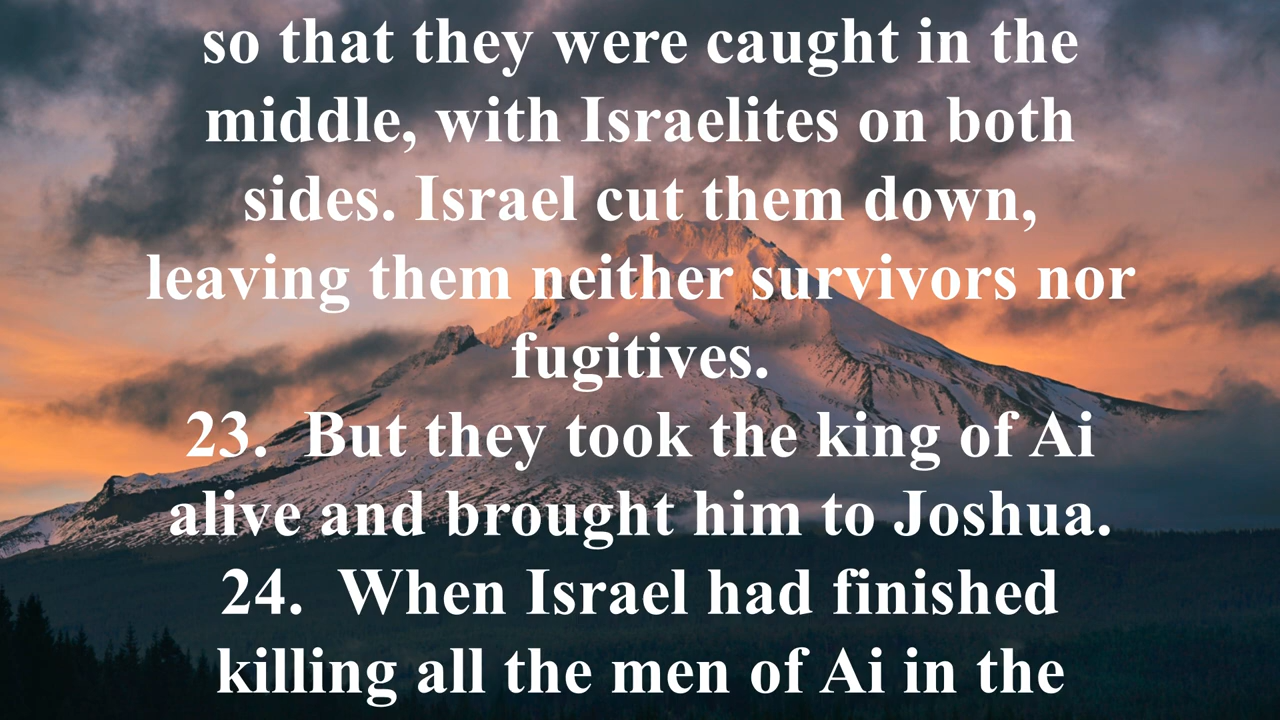 so that they were caught in the
middle, with Israelites on both
sides. Israel cut them down,
leaving them neither survivors nor
fugitives.
23.  But they took the king of Ai
alive and brought him to Joshua.
24.  When Israel had finished
killing all the men of Ai in the